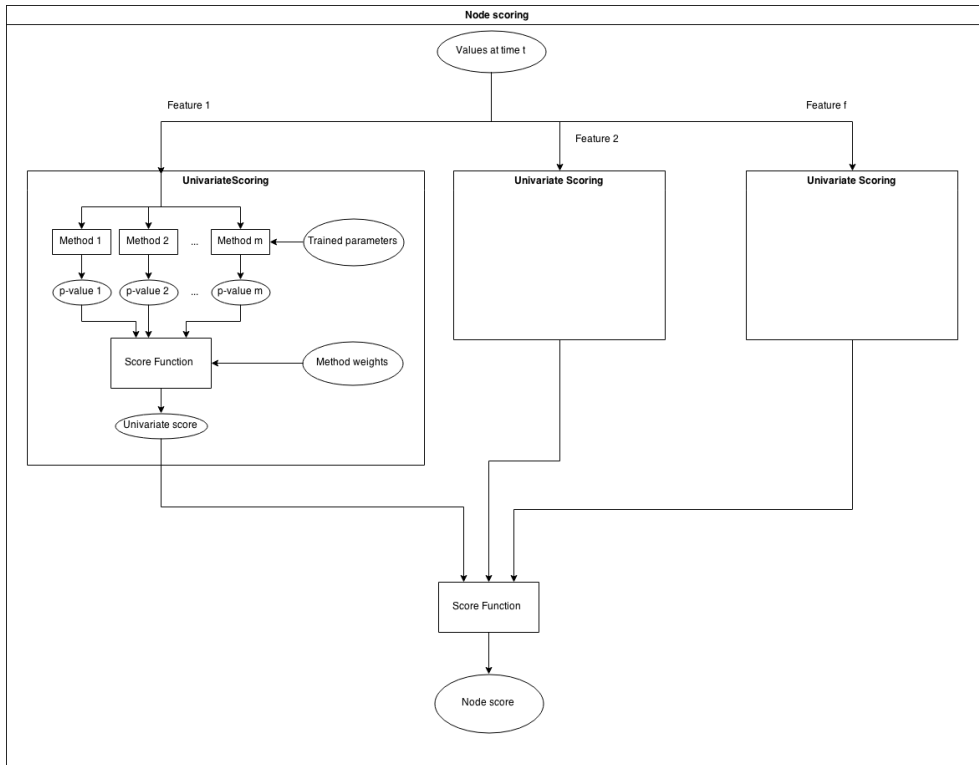 Node scoring
Values at time t
Feature 1
Feature f
Feature 2
UnivariateScoring
Univariate Scoring
Univariate Scoring
Method 1
Method 2
...
Method m
Trained parameters
p-value 1
p-value 2
...
p-value m
Score Function
Method weights
Univariate score
Score Function
Node score